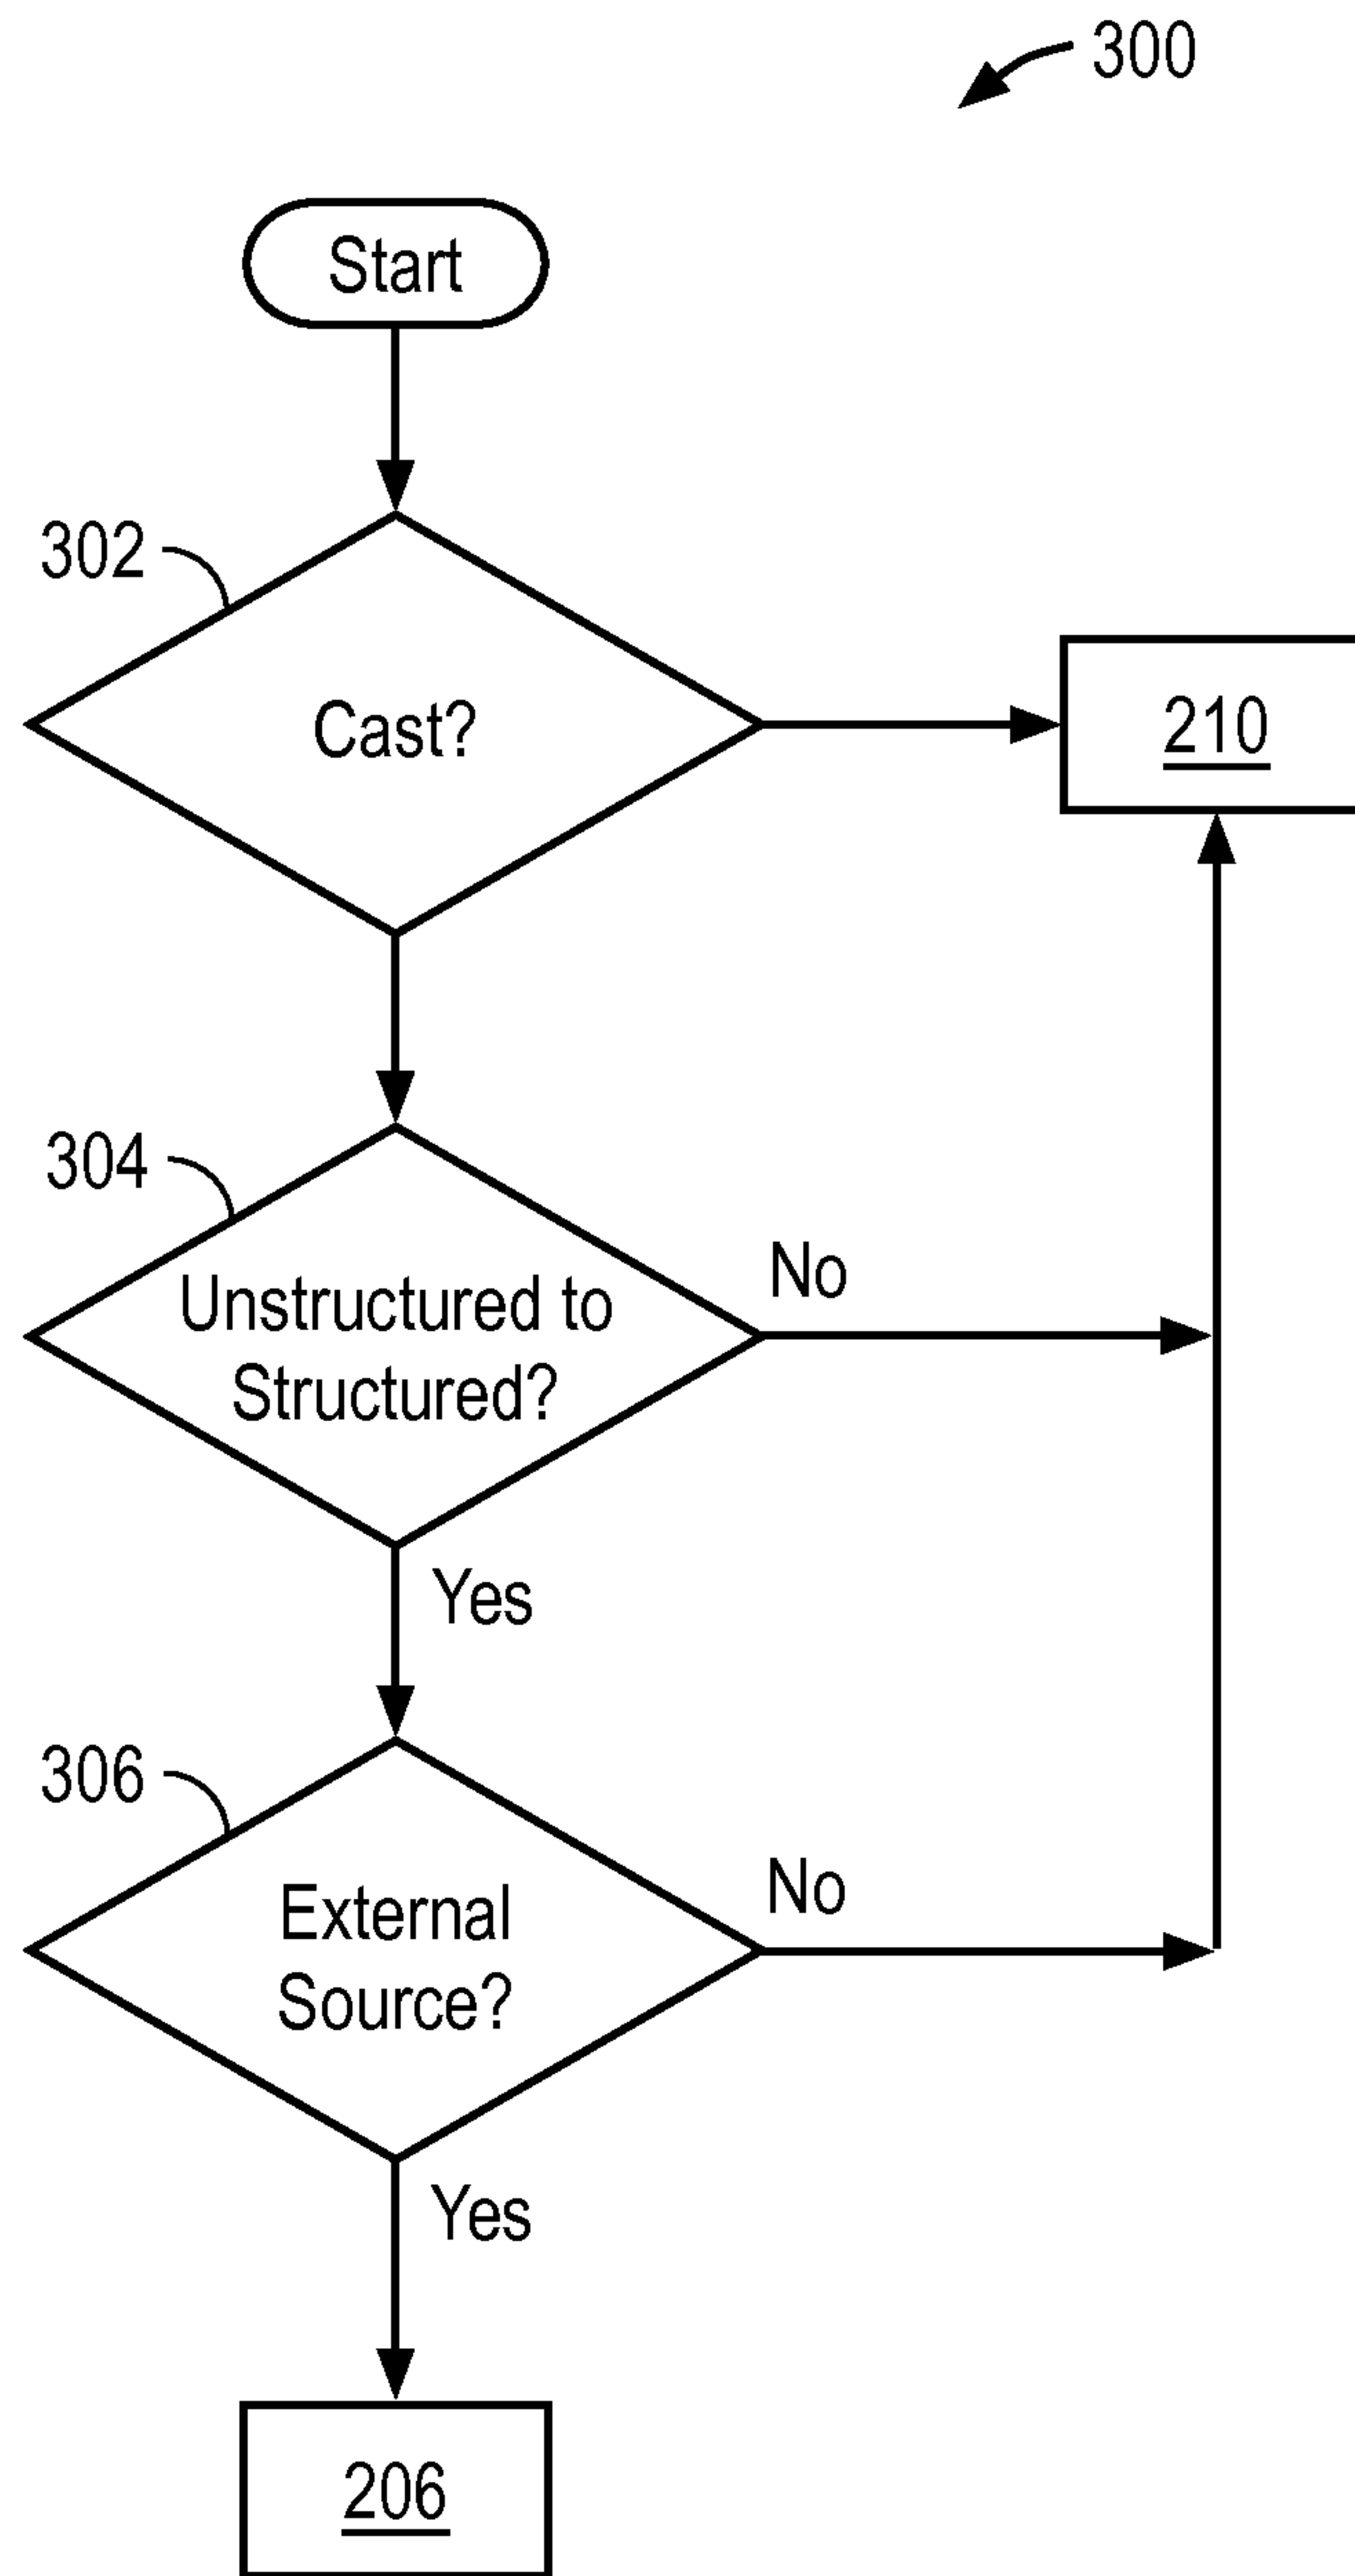 300
Start
302
Cast?
210
304
Unstructured to
Structured?
No
Yes
306
External
Source?
No
Yes
206